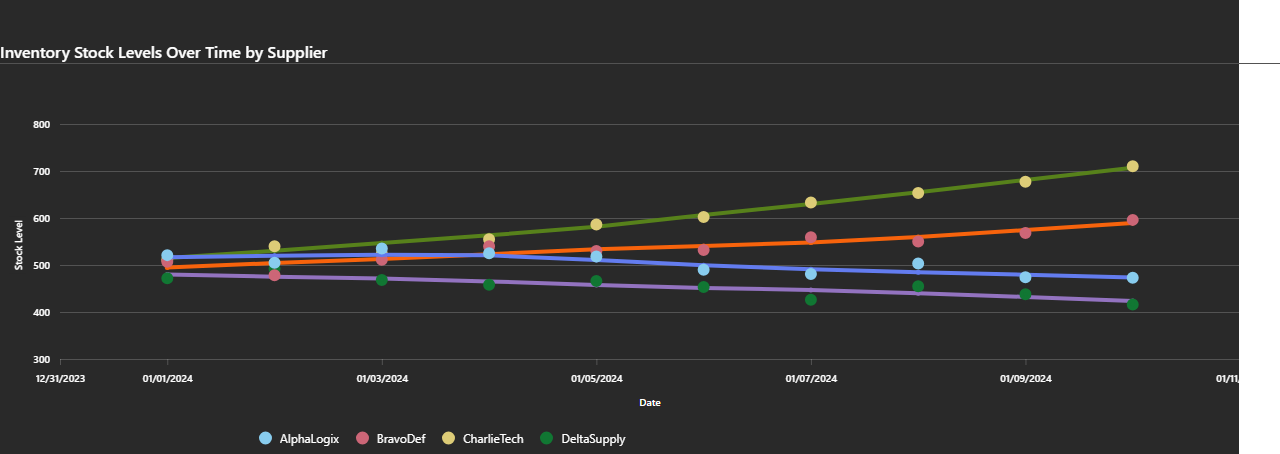 Inventory Stock Levels Over Time by Supplier
800
700
600
500
400
300
Stock Level
12/31/2023 01/01/2024 01/03/2024 01/05/2024 01/07/2024 01/09/2024 01/11/
Date
AlphaLogix BravoDef CharlieTech DeltaSupply